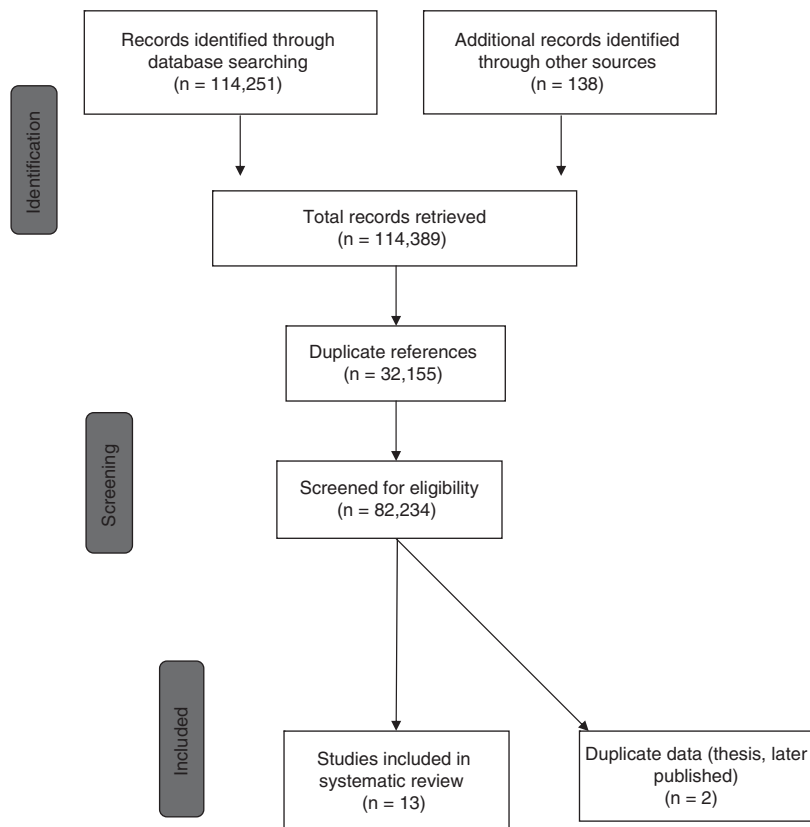 Records identified through
database searching
(n = 114,251)
Additional records identified
through other sources
(n = 138)
Identification
Total records retrieved
(n = 114,389)
Duplicate references
(n = 32,155)
Screening
Screened for eligibility
(n = 82,234)
Included
Studies included in
systematic review
(n = 13)
Duplicate data (thesis, later
published)
(n = 2)